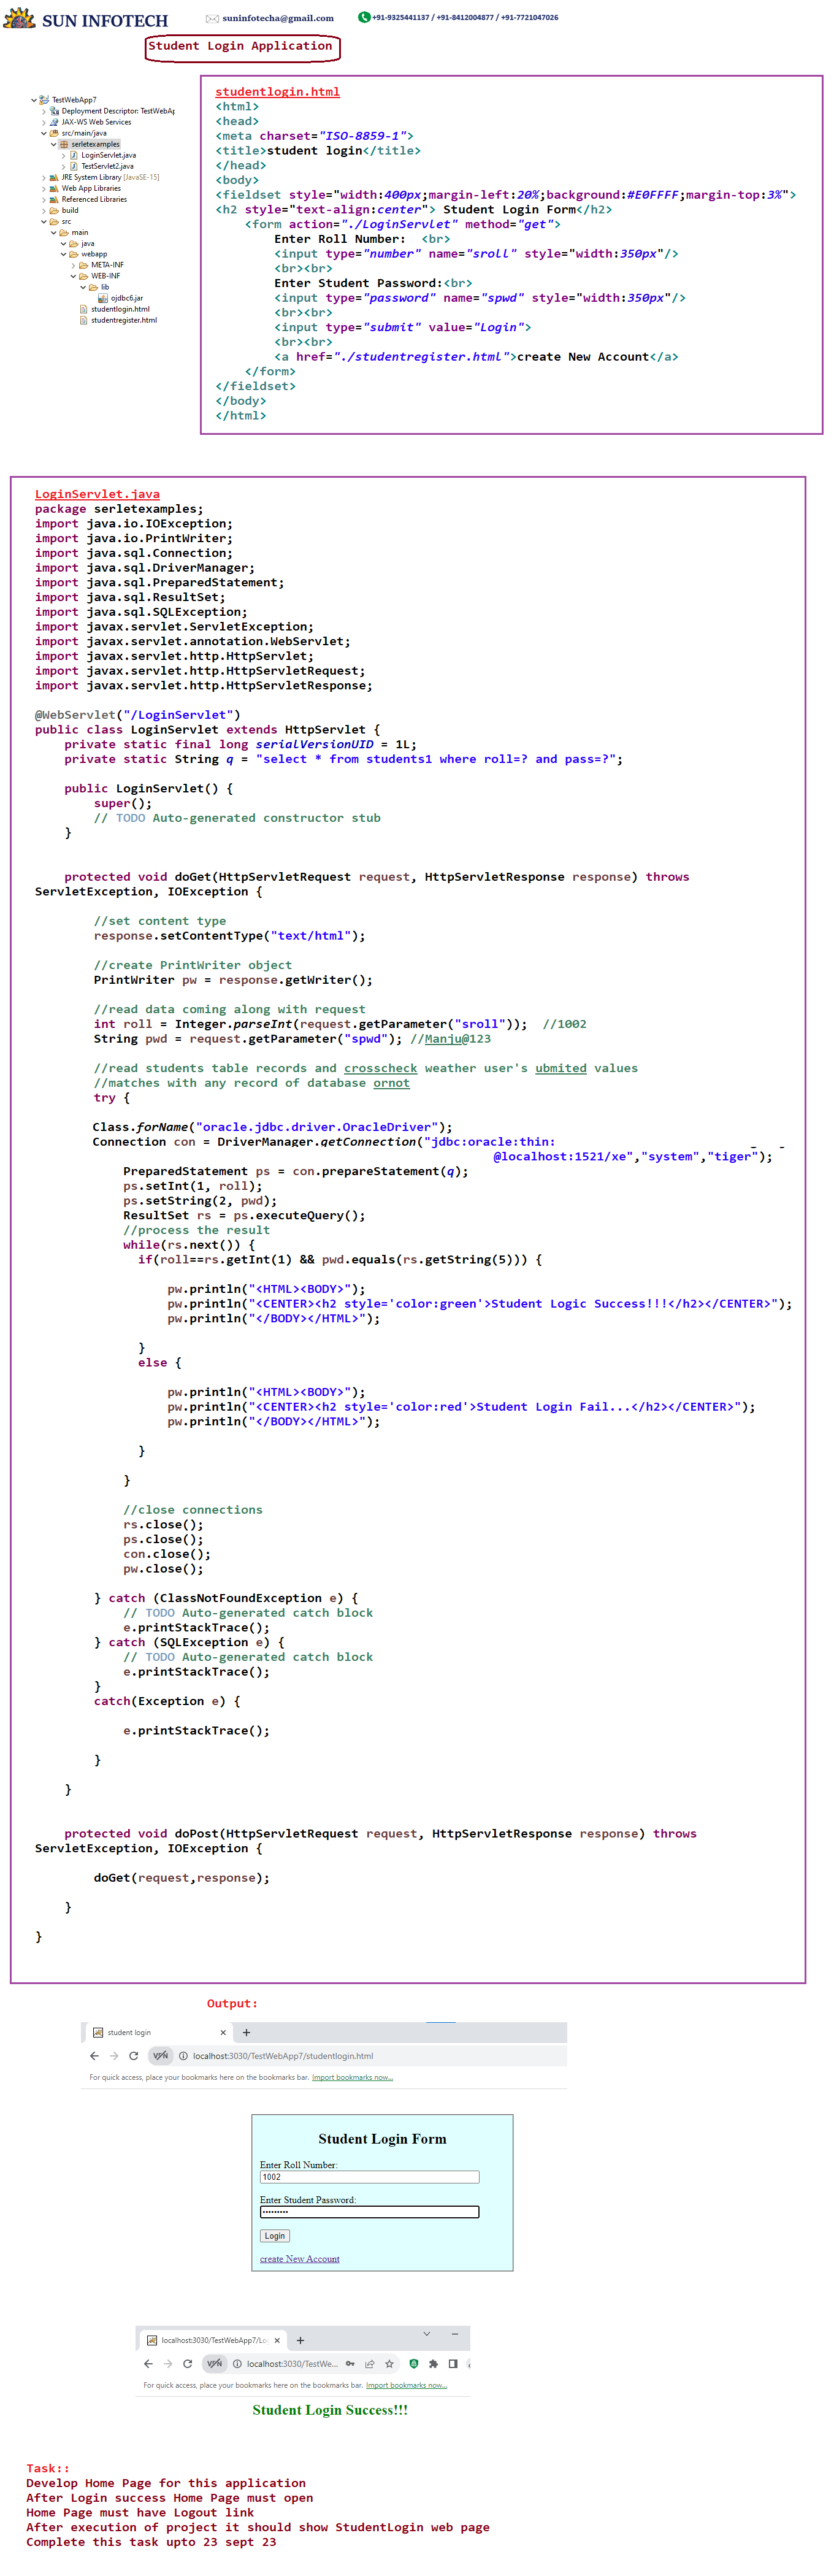 SUN INFOTECH
suninfotecha@gmail.com
+91-9325441137 / +91-8412004877 / +91-7721047026
Student Login Application
TestWebApp7
Deployment Descriptor: TestWebAp
JAX-WS Web Services
src/main/java
serletexamples
LoginServlet.java
TestServlet2.java
JRE System Library [JavaSE-15]
Web App Libraries
Referenced Libraries
build
src
main
java
webapp
META-INF
WEB-INF
lib
ojdbc6.jar
studentlogin.html
studentregister.html
studentlogin.html
<html>
<head>
<meta charset="ISO-8859-1">
<title>student login</title>
</head>
<body>
<fieldset style="width:400px;margin-left:20%;background:#E0FFFF;margin-top:3%">
<h2 style="text-align:center"> Student Login Form</h2>
<form action="./LoginServlet" method="get">
Enter Roll Number:  <br>
<input type="number" name="sroll" style="width:350px"/>
<br><br>
Enter Student Password:<br>
<input type="password" name="spwd" style="width:350px"/>
<br><br>
<input type="submit" value="Login">
<br><br>
<a href="./studentregister.html">create New Account</a>
</form>
</fieldset>
</body>
</html>
LoginServlet.java
package serletexamples;
import java.io.IOException;
import java.io.PrintWriter;
import java.sql.Connection;
import java.sql.DriverManager;
import java.sql.PreparedStatement;
import java.sql.ResultSet;
import java.sql.SQLException;
import javax.servlet.ServletException;
import javax.servlet.annotation.WebServlet;
import javax.servlet.http.HttpServlet;
import javax.servlet.http.HttpServletRequest;
import javax.servlet.http.HttpServletResponse;
@WebServlet("/LoginServlet")
public class LoginServlet extends HttpServlet {
private static final long serialVersionUID = 1L;
private static String q = "select * from students1 where roll=? and pass=?";
public LoginServlet() {
super();
// TODO Auto-generated constructor stub
}
protected void doGet(HttpServletRequest request, HttpServletResponse response) throws
ServletException, IOException {
//set content type
response.setContentType("text/html");
//create PrintWriter object
PrintWriter pw = response.getWriter();
//read data coming along with request
int roll = Integer.parseInt(request.getParameter("sroll"));  //1002
String pwd = request.getParameter("spwd"); //Manju@123
//read students table records and crosscheck weather user's ubmited values
//matches with any record of database ornot
try {
Class.forName("oracle.jdbc.driver.OracleDriver");
Connection con = DriverManager.getConnection("jdbc:oracle:thin:
@localhost:1521/xe","system","tiger");
PreparedStatement ps = con.prepareStatement(q);
ps.setInt(1, roll);
ps.setString(2, pwd);
ResultSet rs = ps.executeQuery();
//process the result
while(rs.next()) {
if(roll==rs.getInt(1) && pwd.equals(rs.getString(5))) {
pw.println("<HTML><BODY>");
pw.println("<CENTER><h2 style='color:green'>Student Logic Success!!!</h2></CENTER>");
pw.println("</BODY></HTML>");
}
else {
pw.println("<HTML><BODY>");
pw.println("<CENTER><h2 style='color:red'>Student Login Fail...</h2></CENTER>");
pw.println("</BODY></HTML>");
}
}
//close connections
rs.close();
ps.close();
con.close();
pw.close();
} catch (ClassNotFoundException e) {
// TODO Auto-generated catch block
e.printStackTrace();
} catch (SQLException e) {
// TODO Auto-generated catch block
e.printStackTrace();
}
catch(Exception e) {
e.printStackTrace();
}
}
protected void doPost(HttpServletRequest request, HttpServletResponse response) throws
ServletException, IOException {
doGet(request,response);
}
}
Output:
student login
VPN localhost:3030/TestWebApp7/studentlogin.html
For quick access, place your bookmarks here on the bookmarks bar. Import bookmarks now...
Student Login Form
Enter Roll Number:
1002
Enter Student Password:
Login
create New Account
localhost:3030/TestWebApp7/Lo
VPN localhost:3030/TestWe...
For quick access, place your bookmarks here on the bookmarks bar. Import bookmarks now...
Student Login Success!!!
Task::
Develop Home Page for this application
After Login success Home Page must open
Home Page must have Logout link
After execution of project it should show StudentLogin web page
Complete this task upto 23 sept 23